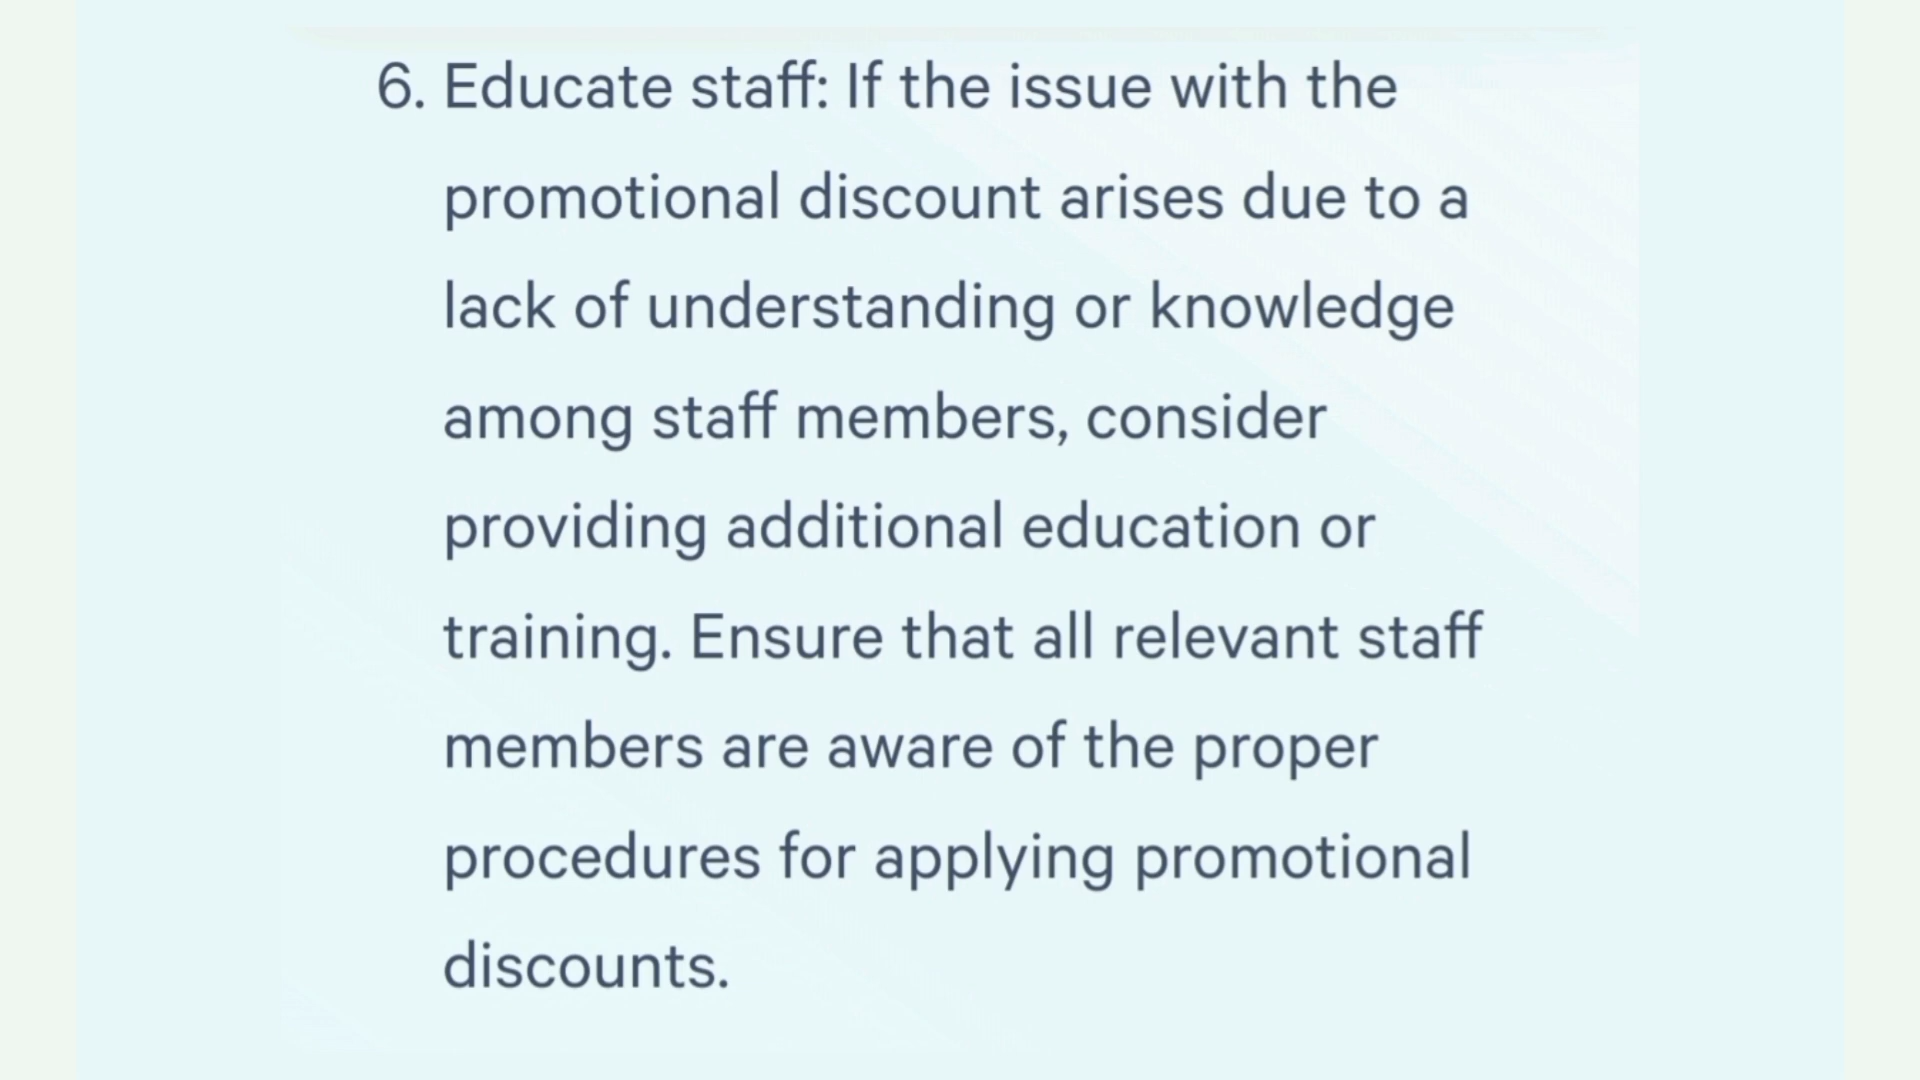 6. Educate staff: If the issue with the
promotional discount arises due to a
lack of understanding or knowledge
among staff members, consider
providing additional education or
training. Ensure that all relevant staff
members are aware of the proper
procedures for applying promotional
discounts.